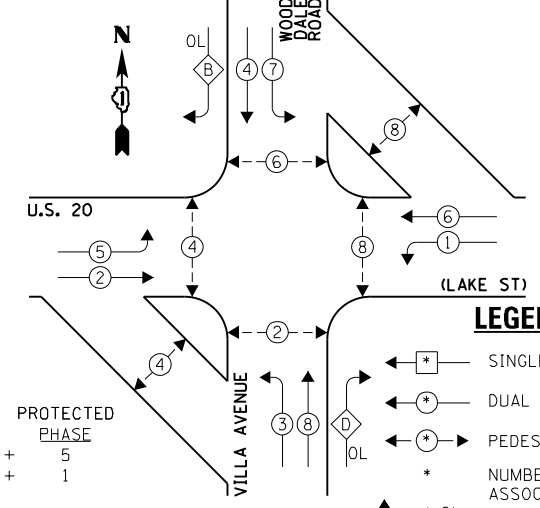 N
WOOD
DALE
ROAD
OL
B
4
7
8
6
U.S. 20
5
2
4
8
6
1
(LAKE ST)
2
4
VILLA AVENUE
3
8
D
OL
PROTECTED
PHASE
+ 5
+ 1
LEGE
* SINGL
* DUAL
* PEDES
* NUMBE
ASSOC